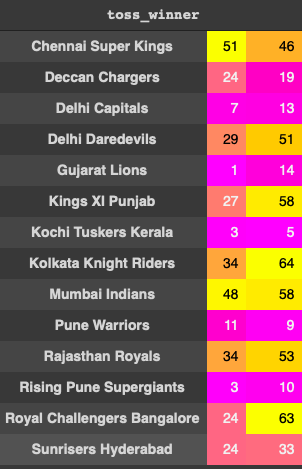 toss_winner
Chennai Super Kings 51 46
Deccan Chargers 24 19
Delhi Capitals 7 13
Delhi Daredevils 29 51
Gujarat Lions 1 14
Kings XI Punjab 27 58
Kochi Tuskers Kerala 3 5
Kolkata Knight Riders 34 64
Mumbai Indians 48 58
Pune Warriors 11 9
Rajasthan Royals 34 53
Rising Pune Supergiants 3 10
Royal Challengers Bangalore 24 63
Sunrisers Hyderabad 24 33